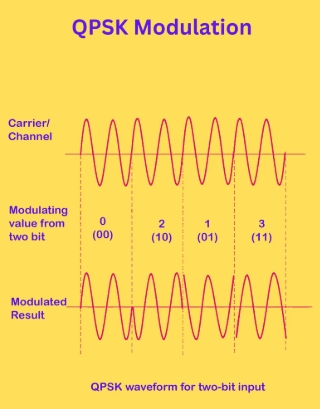 QPSK Modulation
Carrier/
Channel
Modulating
value from
two bit
0
(00)
2
(10)
1
(01)
3
(11)
Modulated
Result
QPSK waveform for two-bit input